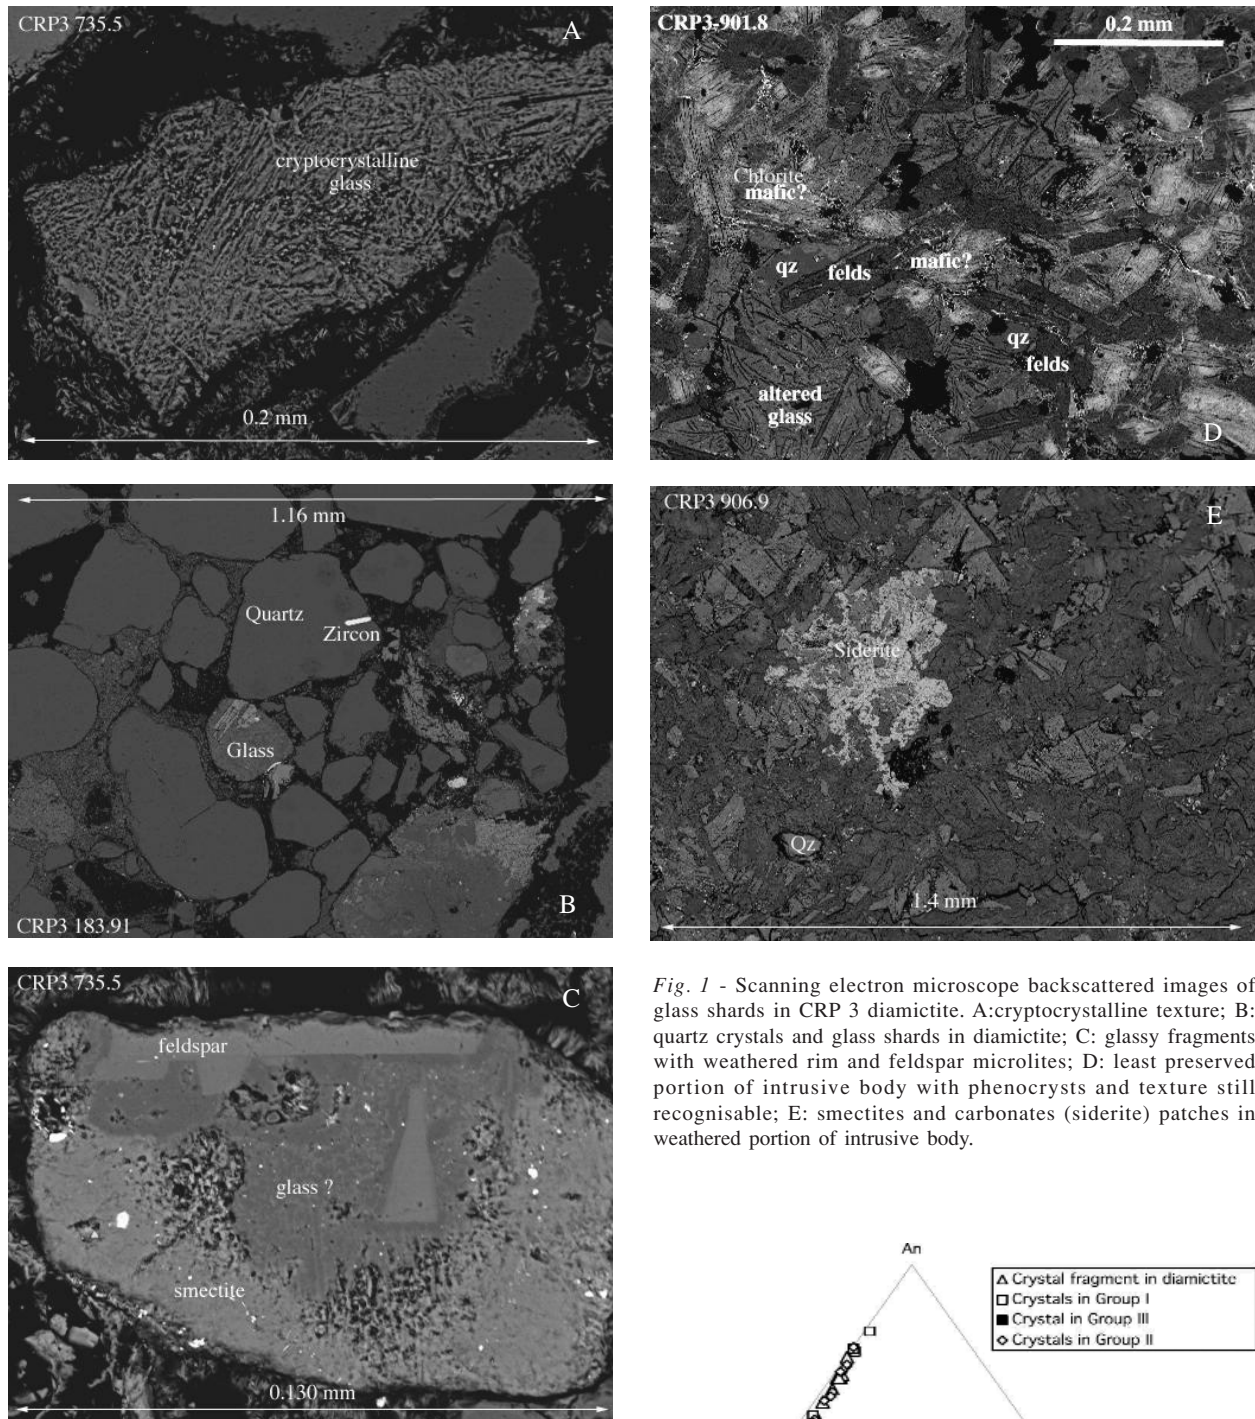 CRP3 735.5
A
cryptocrystalline
glass
0.2 mm
1.16 mm
Quartz
Zircon
Glass
B
CRP3 183.91
CRP3 735.5
C
feldspar
glass ?
smectite
0.130 mm
CRP3-901.8
0.2 mm
Chlorite
mafic?
qz
felds
mafic?
qz
felds
altered
glass
D
CRP3 906.9
E
Siderite
Qz
1.4 mm
Fig. 1 - Scanning electron microscope backscattered images of
glass shards in CRP 3 diamictite. A:cryptocrystalline texture; B:
quartz crystals and glass shards in diamictite; C: glassy fragments
with weathered rim and feldspar microlites; D: least preserved
portion of intrusive body with phenocrysts and texture still
recognisable; E: smectites and carbonates (siderite) patches in
weathered portion of intrusive body.
An
Crystal fragment in diamictite
Crystals in Group I
Crystal in Group III
Crystals in Group II